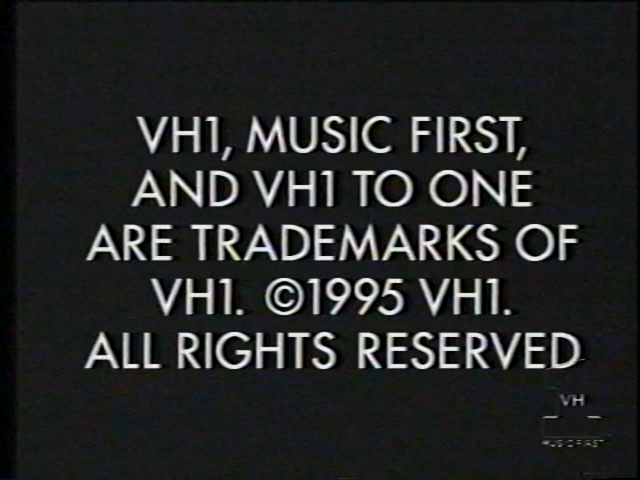 VH1, MUSIC FIRST,
AND VH1 TO ONE
ARE TRADEMARKS OF
VH1. ©1995 VH1.
ALL RIGHTS RESERVED
VH
MUSIC FIRST